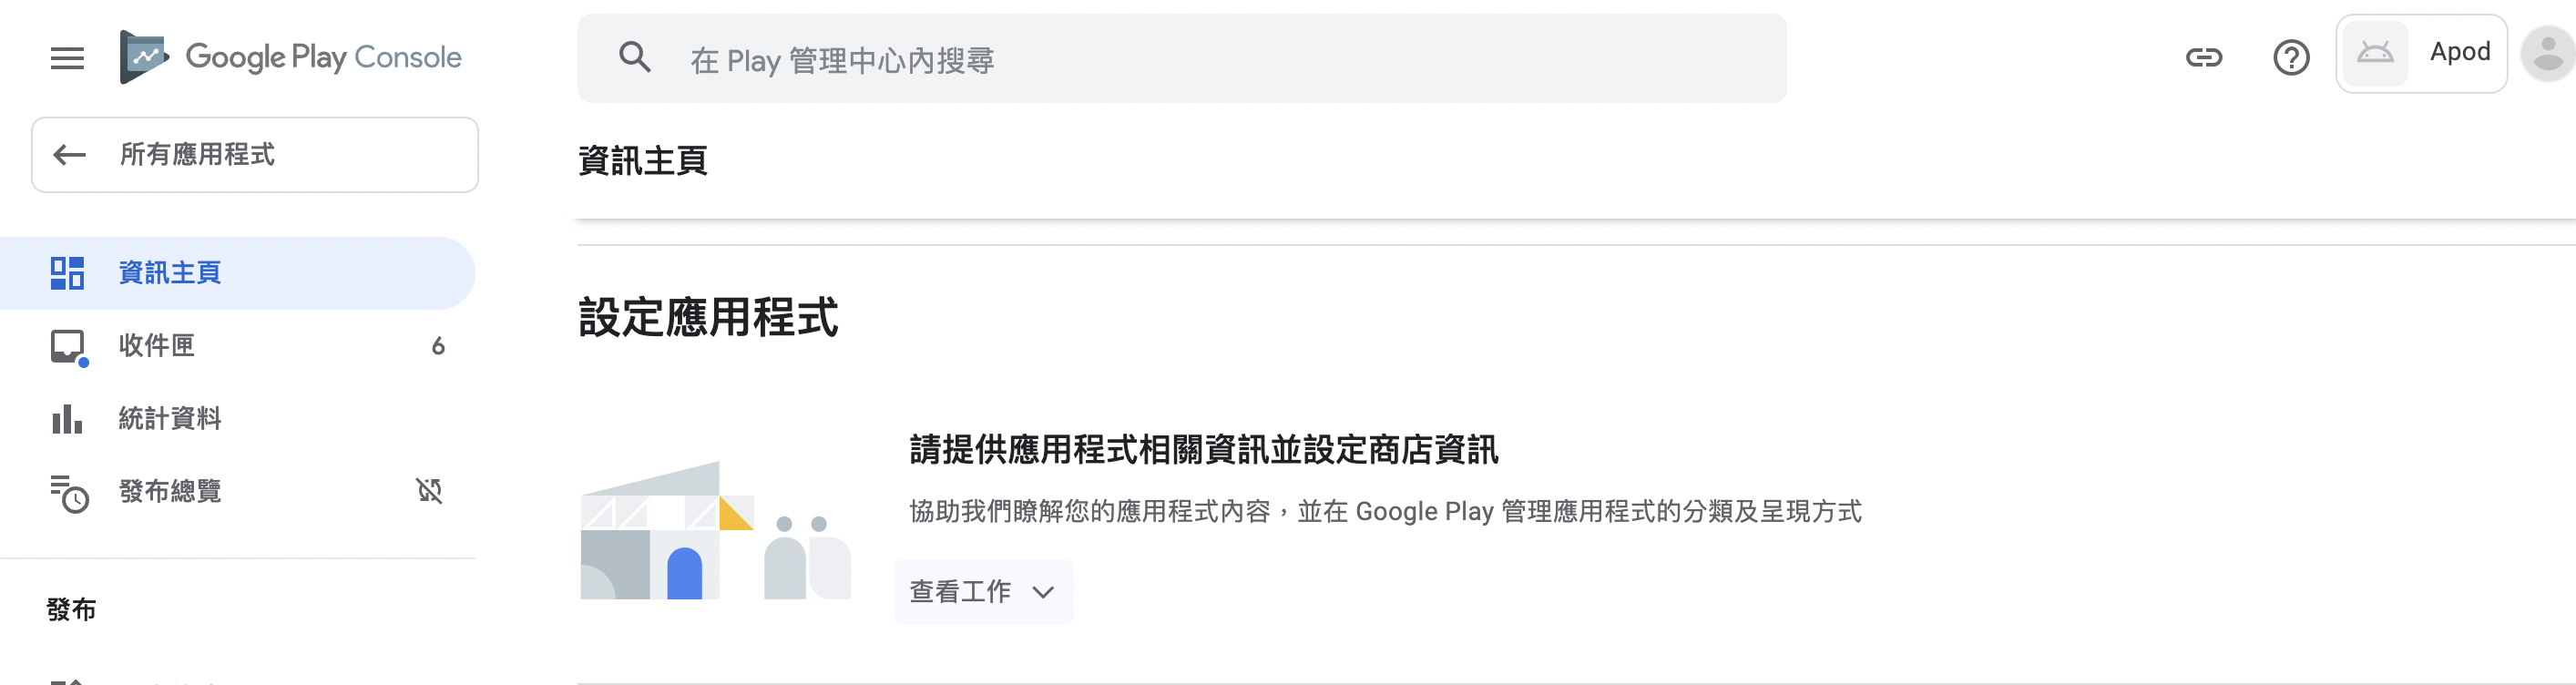 Google Play Console
在 Play 管理中心內搜尋
Apod
所有應用程式
資訊主頁
資訊主頁
收件匣
6
統計資料
發布總覽
發布
設定應用程式
請提供應用程式相關資訊並設定商店資訊
協助我們瞭解您的應用程式內容，並在 Google Play 管理應用程式的分類及呈現方式
查看工作